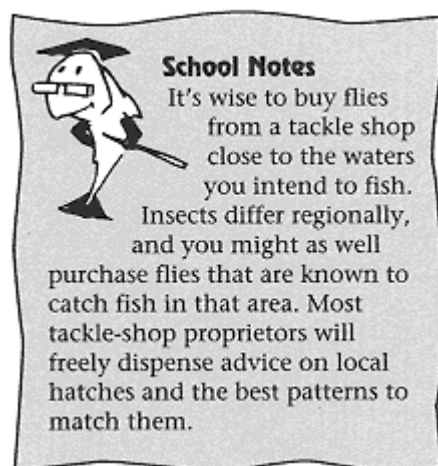 School Notes
It's wise to buy flies
from a tackle shop
close to the waters
you intend to fish.
Insects differ regionally,
and you might as well
purchase flies that are known to
catch fish in that area. Most
tackle-shop proprietors will
freely dispense advice on local
hatches and the best patterns to
match them.